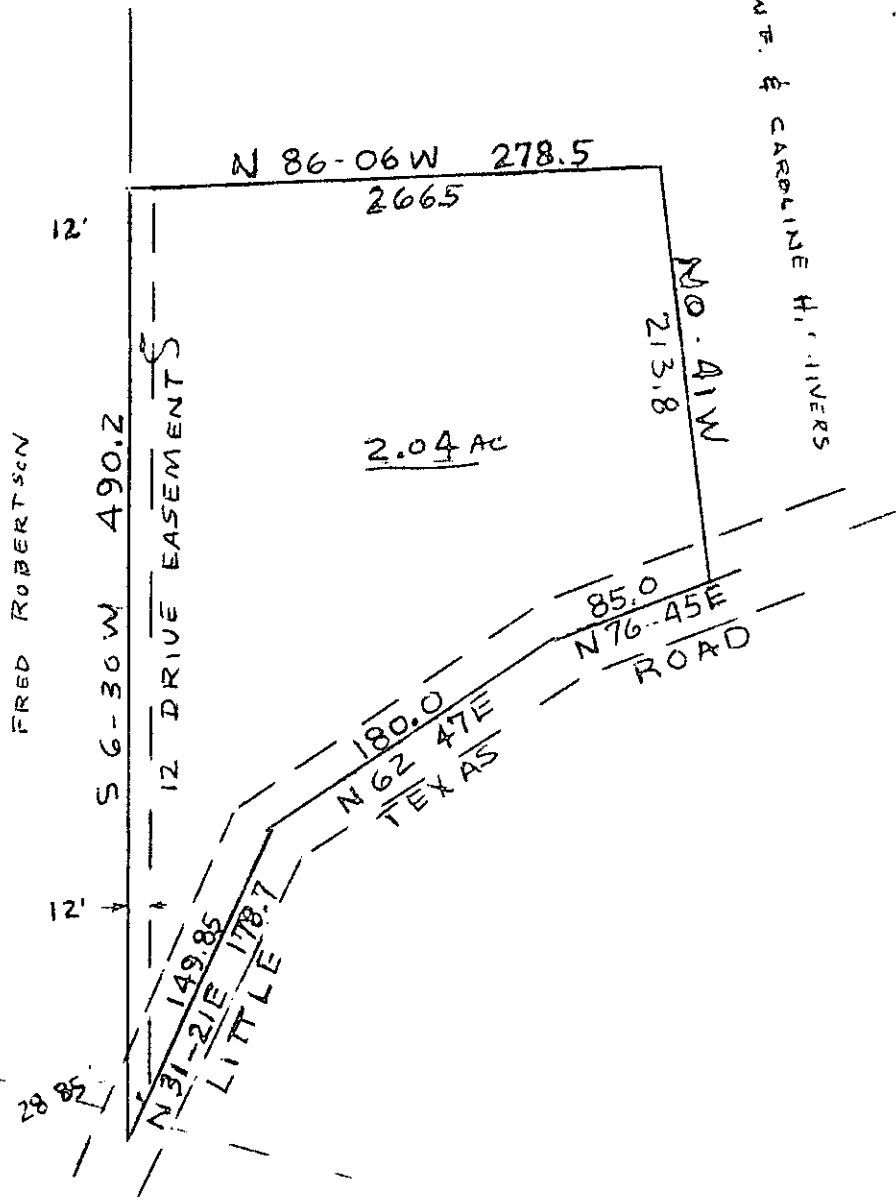 N 86-06 W 278.5
266.5
12'
N 0-41 W
213.8
& CAROLINE H.
2.04 AC
FRED ROBERTSON
S 6-30 W 490.2
12 DRIVE EASEMENTS
85.0
N 76-45 E
ROAD
180.0
N 62 47 E
TEXAS
12'
149.85
N 31-21 E 178.7
LITTLE
28 85